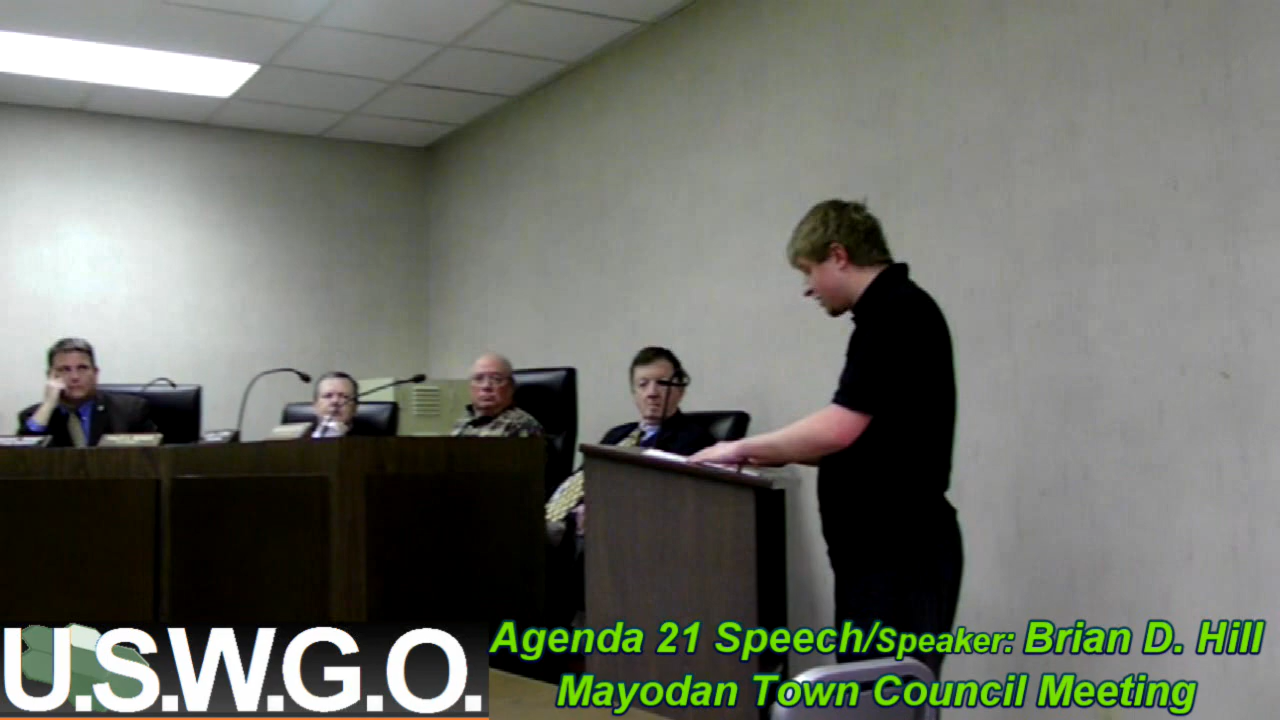 U.S.W.G.O.
Agenda 21 Speech/Speaker: Brian D. Hill
Mayodan Town Council Meeting